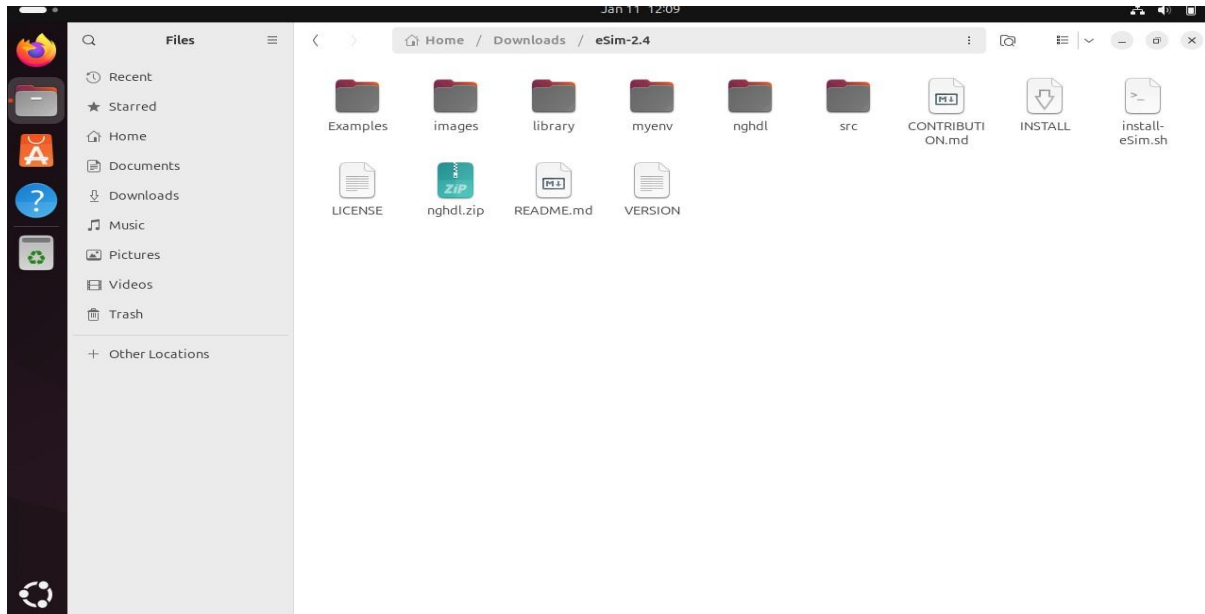 Jan 11 12:09
Files
Home / Downloads / eSim-2.4
Recent
Starred
Home
Documents
Downloads
Music
Pictures
Videos
Trash
+ Other Locations
Examples
images
library
myenv
nghdl
src
CONTRIBUTI
ON.md
INSTALL
install-
eSim.sh
LICENSE
ZiP
nghdl.zip
README.md
VERSION